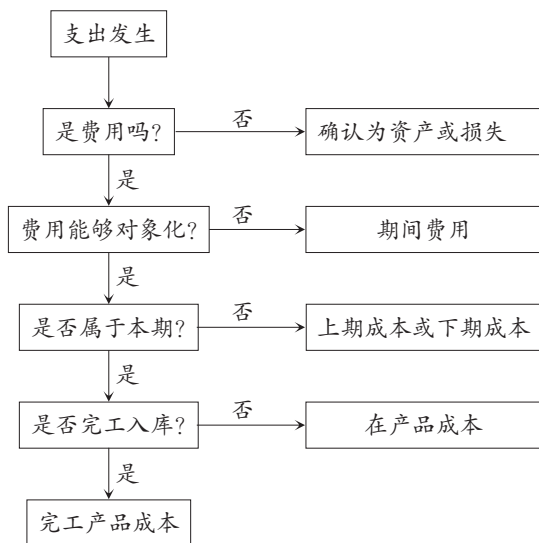 支出发生
是费用吗?
否
确认为资产或损失
是
费用能够对象化?
否
期间费用
是
是否属于本期?
否
上期成本或下期成本
是
是否完工入库?
否
在产品成本
是
完工产品成本